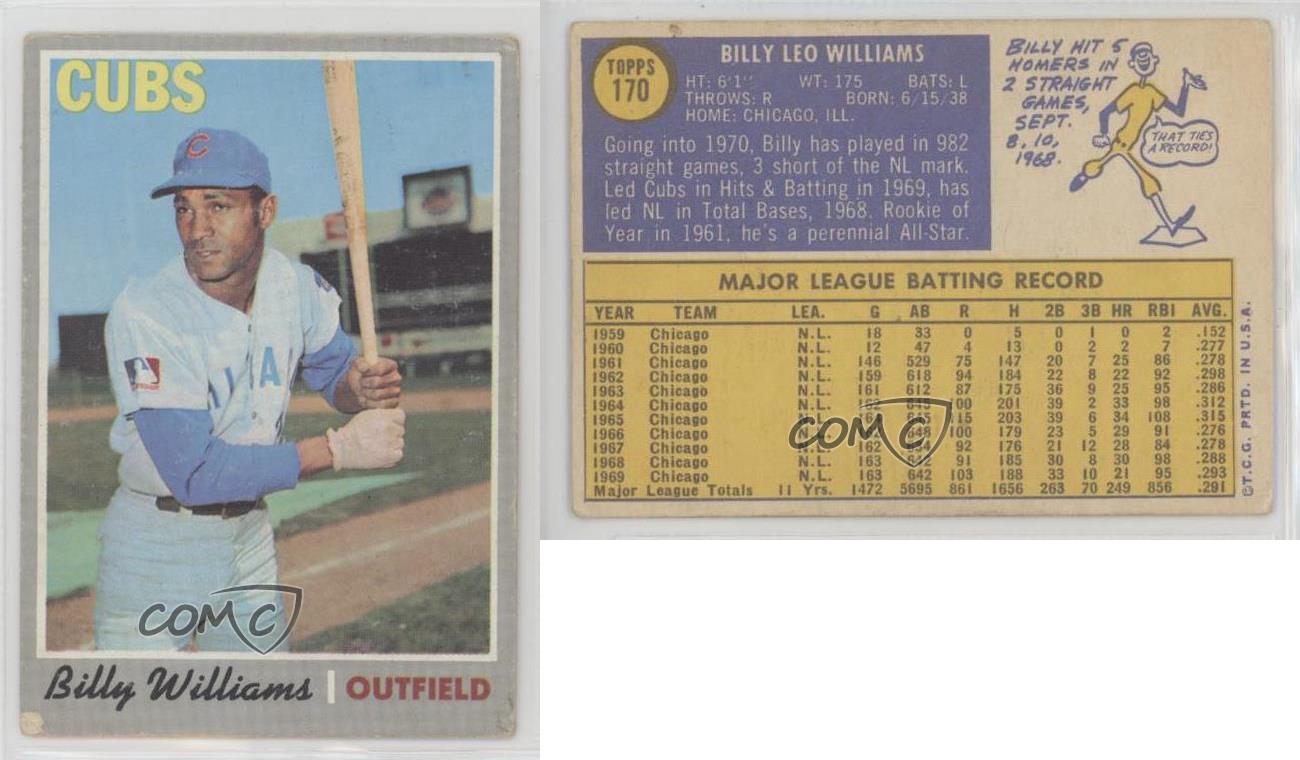 CUBS
C
Billy Williams | OUTFIELD
COMC
TOPPS
170
BILLY LEO WILLIAMS
HT: 6'1" WT: 175 BATS: L
THROWS: R BORN: 6/15/38
HOME: CHICAGO, ILL.
Going into 1970, Billy has played in 982
straight games, 3 short of the NL mark.
Led Cubs in Hits & Batting in 1969, has
led NL in Total Bases, 1968. Rookie of
Year in 1961, he's a perennial All-Star.
BILLY HIT 5
HOMERS IN
2 STRAIGHT
GAMES,
SEPT.
8, 10,
1968.
THAT TIES
A RECORD!
MAJOR LEAGUE BATTING RECORD
YEAR TEAM LEA. G AB R H 2B 3B HR RBI AVG.
1959 Chicago N.L. 18 33 0 5 0 1 0 2 .152
1960 Chicago N.L. 12 47 4 13 0 2 2 7 .277
1961 Chicago N.L. 146 529 75 147 20 7 25 86 .278
1962 Chicago N.L. 159 618 94 184 22 8 22 92 .298
1963 Chicago N.L. 161 612 87 175 36 9 25 95 .286
1964 Chicago N.L. 645 100 201 39 2 33 98 .312
1965 Chicago N.L. 115 203 39 6 34 108 .315
1966 Chicago N.L. 648 100 179 23 5 29 91 .276
1967 Chicago N.L. 162 92 176 21 12 28 84 .278
1968 Chicago N.L. 163 642 91 185 30 8 30 98 .288
1969 Chicago N.L. 163 642 103 188 33 10 21 95 .293
Major League Totals 11 Yrs. 1472 5695 861 1656 263 70 249 856 .291
©T.C.G. PRTD. IN U.S.A.
COMC